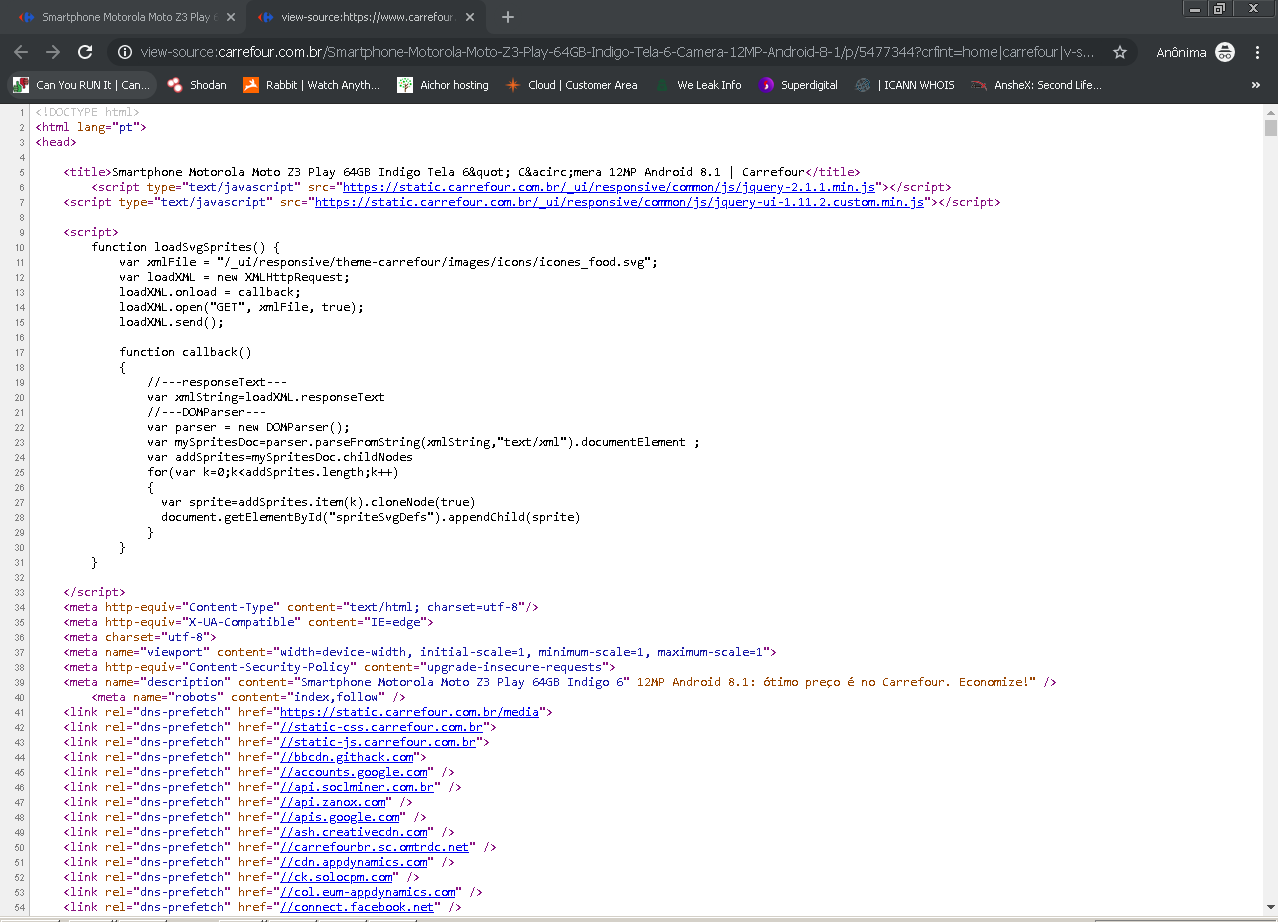 Smartphone Motorola Moto Z3 Play 6
view-source:https://www.carrefour.
view-source:carrefour.com.br/Smartphone-Motorola-Moto-Z3-Play-64GB-Indigo-Tela-6-Camera-12MP-Android-8-1/p/5477344?crfint=home|carrefour|v-s...
Anônima
Can You RUN It | Can...
Shodan
Rabbit | Watch Anyth...
Aichor hosting
Cloud | Customer Area
We Leak Info
Superdigital
| ICANN WHOIS
AnsheX: Second Life...
»
1 <!DOCTYPE html>
2 <html lang="pt">
3 <head>
4
5 <title>Smartphone Motorola Moto Z3 Play 64GB Indigo Tela 6&quot; C&acirc;mera 12MP Android 8.1 | Carrefour</title>
6 <script type="text/javascript" src="https://static.carrefour.com.br/_ui/responsive/common/js/jquery-2.1.1.min.js"></script>
7 <script type="text/javascript" src="https://static.carrefour.com.br/_ui/responsive/common/js/jquery-ui-1.11.2.custom.min.js"></script>
8
9 <script>
10 function loadSvgSprites() {
11 var xmlFile = "/_ui/responsive/theme-carrefour/images/icons/icones_food.svg";
12 var loadXML = new XMLHttpRequest;
13 loadXML.onload = callback;
14 loadXML.open("GET", xmlFile, true);
15 loadXML.send();
16
17 function callback()
18 {
19 //---responseText---
20 var xmlString=loadXML.responseText
21 //---DOMParser---
22 var parser = new DOMParser();
23 var mySpritesDoc=parser.parseFromString(xmlString,"text/xml").documentElement ;
24 var addSprites=mySpritesDoc.childNodes
25 for(var k=0;k<addSprites.length;k++)
26 {
27 var sprite=addSprites.item(k).cloneNode(true)
28 document.getElementById("spriteSvgDefs").appendChild(sprite)
29 }
30 }
31 }
32
33 </script>
34 <meta http-equiv="Content-Type" content="text/html; charset=utf-8"/>
35 <meta http-equiv="X-UA-Compatible" content="IE=edge">
36 <meta charset="utf-8">
37 <meta name="viewport" content="width=device-width, initial-scale=1, minimum-scale=1, maximum-scale=1">
38 <meta http-equiv="Content-Security-Policy" content="upgrade-insecure-requests">
39 <meta name="description" content="Smartphone Motorola Moto Z3 Play 64GB Indigo 6" 12MP Android 8.1: ótimo preço é no Carrefour. Economize!" />
40 <meta name="robots" content="index,follow" />
41 <link rel="dns-prefetch" href="https://static.carrefour.com.br/media">
42 <link rel="dns-prefetch" href="//static-css.carrefour.com.br">
43 <link rel="dns-prefetch" href="//static-js.carrefour.com.br">
44 <link rel="dns-prefetch" href="//bbcdn.githack.com">
45 <link rel="dns-prefetch" href="//accounts.google.com" />
46 <link rel="dns-prefetch" href="//api.soclminer.com.br" />
47 <link rel="dns-prefetch" href="//api.zanox.com" />
48 <link rel="dns-prefetch" href="//apis.google.com" />
49 <link rel="dns-prefetch" href="//ash.creativecdn.com" />
50 <link rel="dns-prefetch" href="//carrefourbr.sc.omtrdc.net" />
51 <link rel="dns-prefetch" href="//cdn.appdynamics.com" />
52 <link rel="dns-prefetch" href="//ck.solocpm.com" />
53 <link rel="dns-prefetch" href="//col.eum-appdynamics.com" />
54 <link rel="dns-prefetch" href="//connect.facebook.net" />